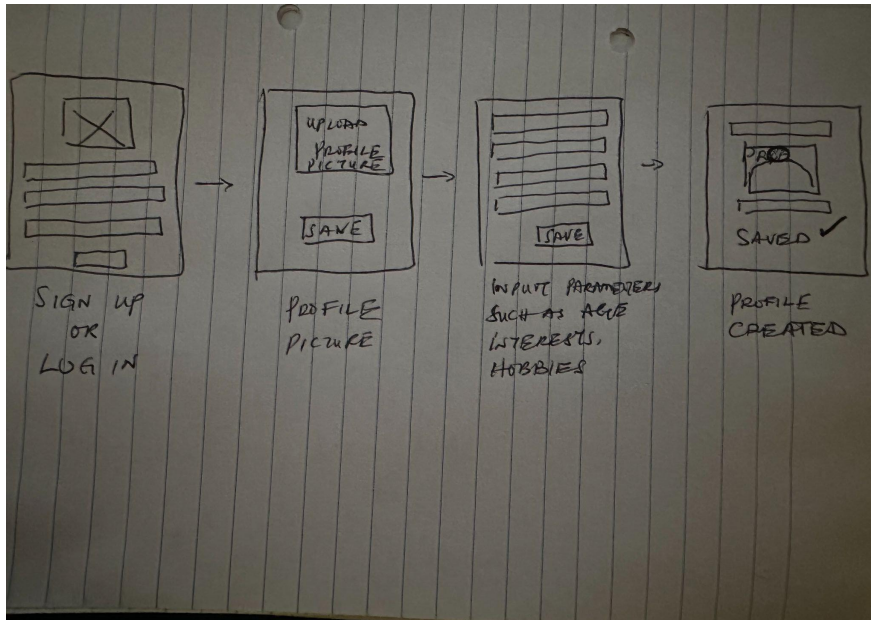 UPLOAD
PROFILE
PICTURE
SAVE
SAVE
SAVED ✓
SIGN UP
OR
LOG IN
PROFILE
PICTURE
INPUT PARAMETERS
SUCH AS AGE
INTERESTS,
HOBBIES
PROFILE
CREATED